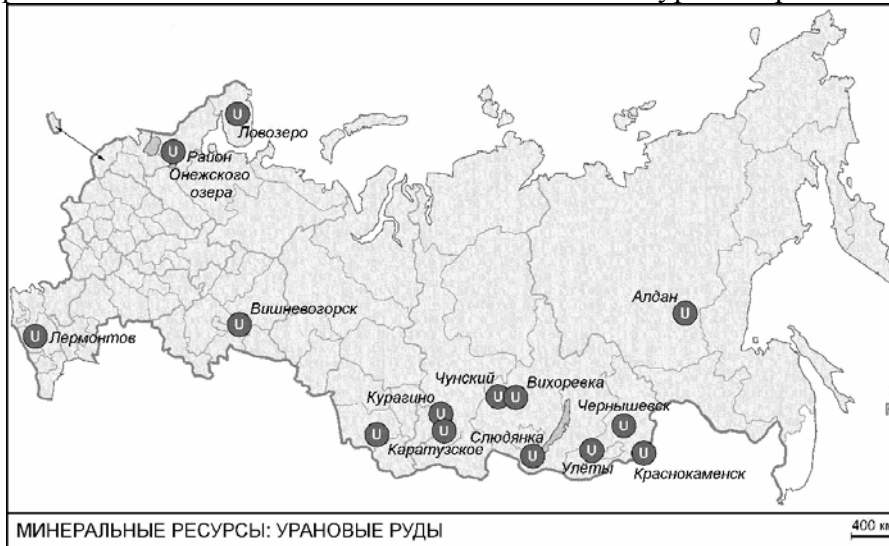 Ловозеро
Район
Онежского
озера
Алдан
Вишневогорск
Лермонтов
Чунский
Вихоревка
Курагино
Чернышевск
Каратузское
Слюдянка
Улёты
Краснокаменск
U
U
U
U
U
U
U
U
U
U
U
U
U
МИНЕРАЛЬНЫЕ РЕСУРСЫ: УРАНОВЫЕ РУДЫ
400 км